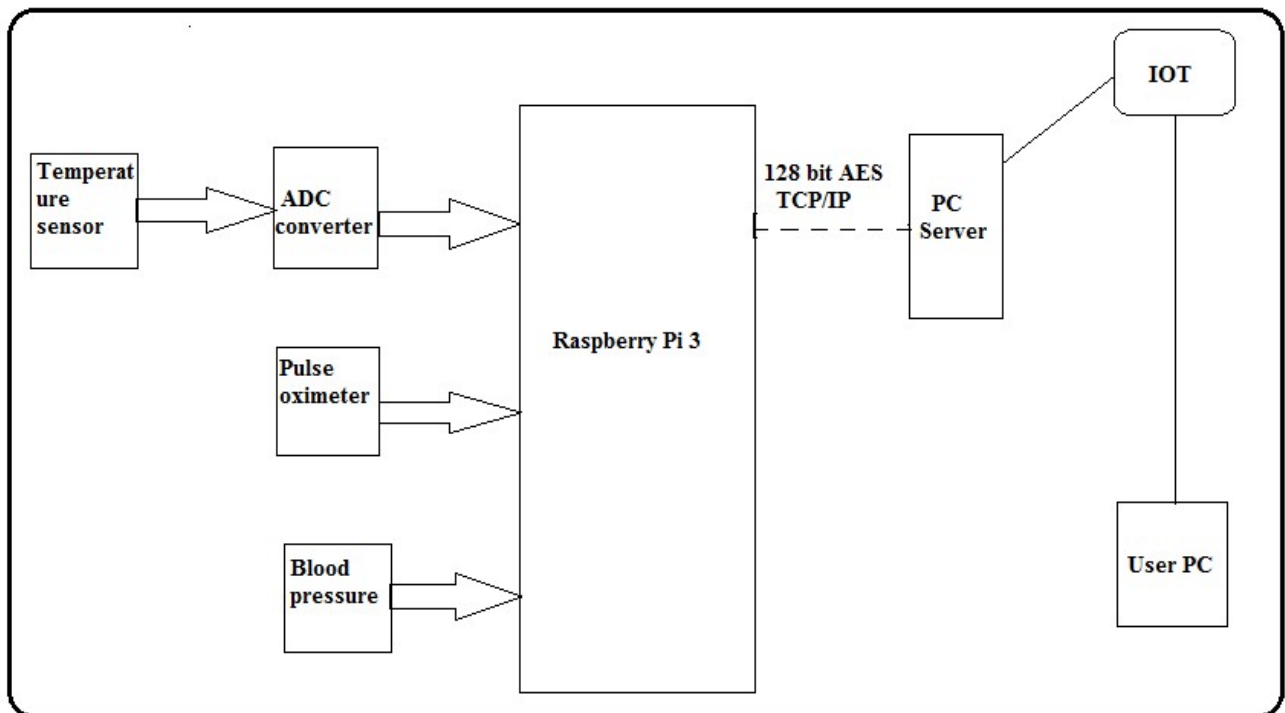 IOT
Temperat
ure
sensor
ADC
converter
128 bit AES
TCP/IP
PC
Server
Raspberry Pi 3
Pulse
oximeter
Blood
pressure
User PC